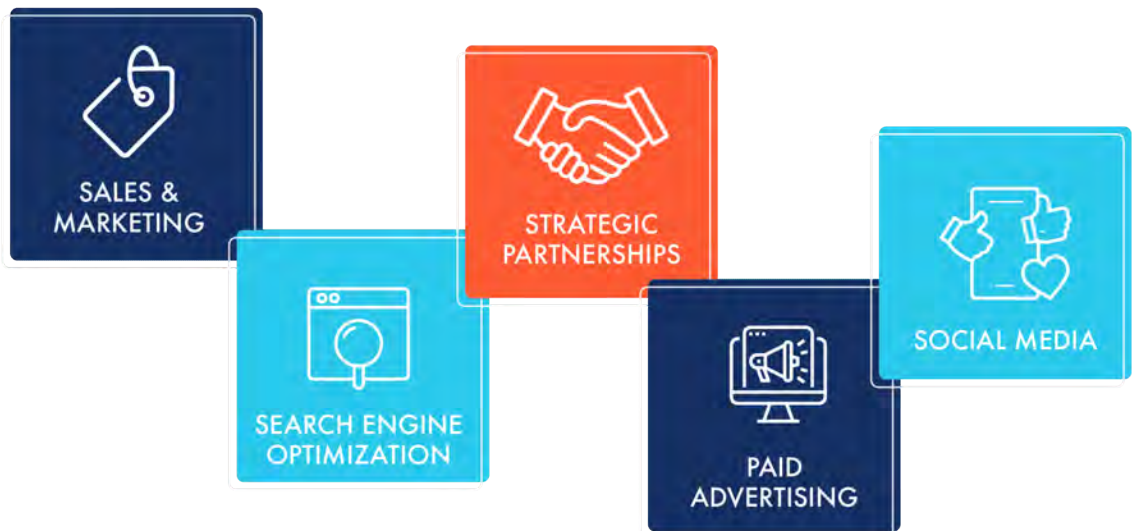 SALES &
MARKETING
SEARCH ENGINE
OPTIMIZATION
STRATEGIC
PARTNERSHIPS
PAID
ADVERTISING
SOCIAL MEDIA